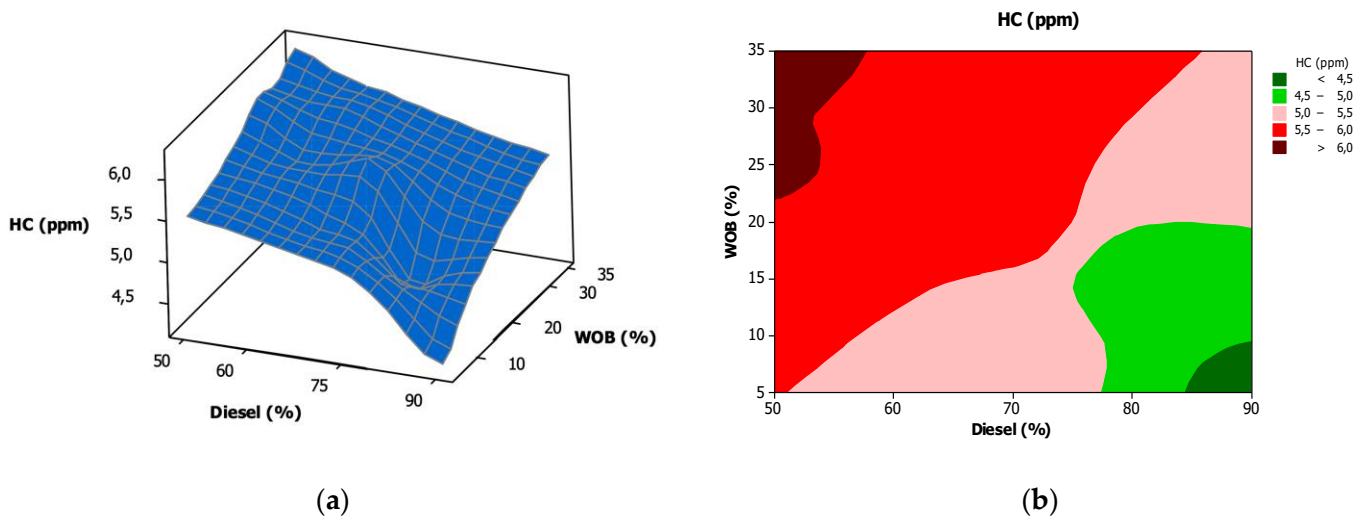 6,0
5,5
HC (ppm)
5,0
4,5
50
60
75
90
Diesel (%)
10
20
30
35
WOB (%)
(a)
HC (ppm)
35
30
25
20
15
10
5
WOB (%)
50 60 70 80 90
Diesel (%)
HC (ppm)
< 4,5
4,5 – 5,0
5,0 – 5,5
5,5 – 6,0
> 6,0
(b)